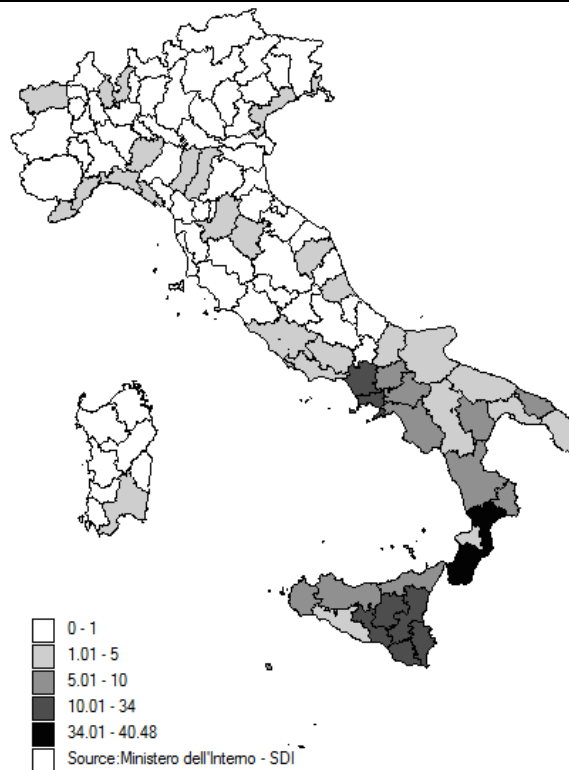 0 - 1
1.01 - 5
5.01 - 10
10.01 - 34
34.01 - 40.48
Source:Ministero dell'Interno - SDI